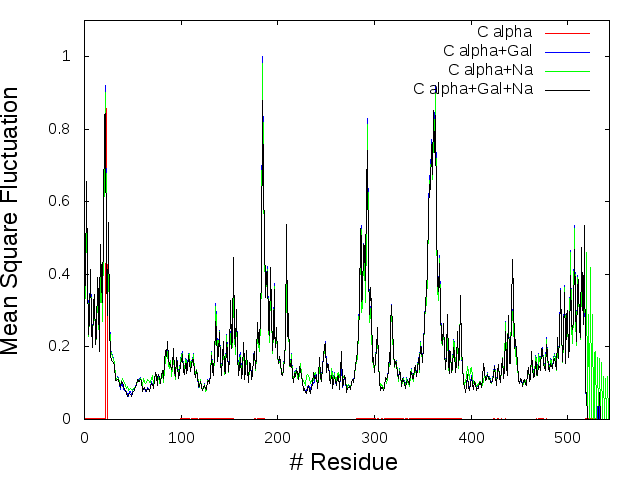 Mean Square Fluctuation
1
0.8
0.6
0.4
0.2
0
0 100 200 300 400 500
# Residue
C alpha
C alpha+Gal
C alpha+Na
C alpha+Gal+Na